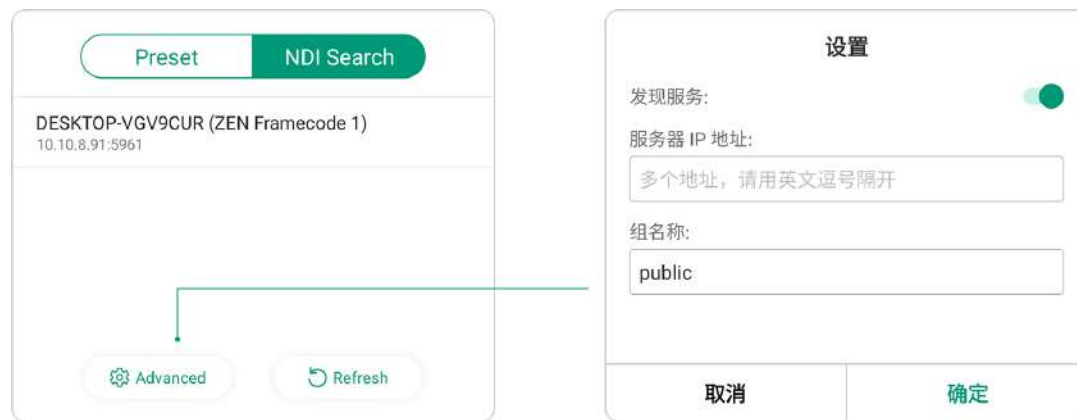 Preset
NDI Search
DESKTOP-VGV9CUR (ZEN Framecode 1)
10.10.8.91:5961
Advanced
Refresh
设置
发现服务:
服务器 IP 地址:
多个地址，请用英文逗号隔开
组名称:
public
取消
确定